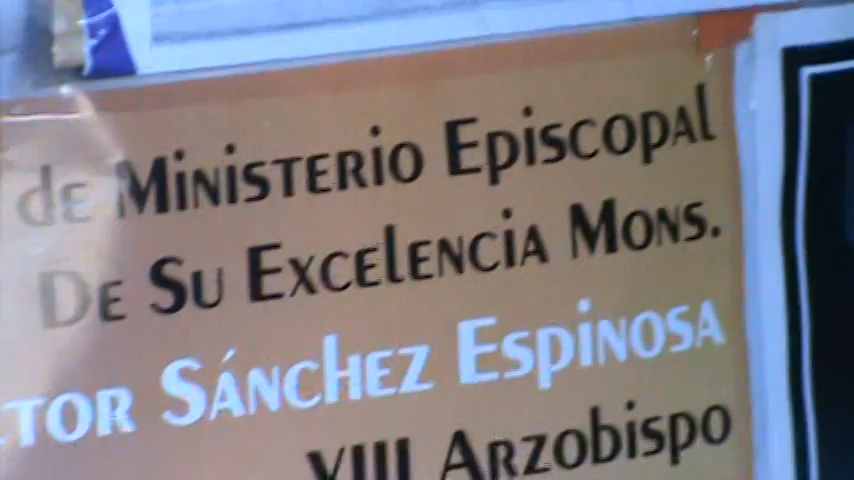 de Ministerio Episcopal
De Su Excelencia Mons.
tor Sánchez Espinosa
VIII Arzobispo